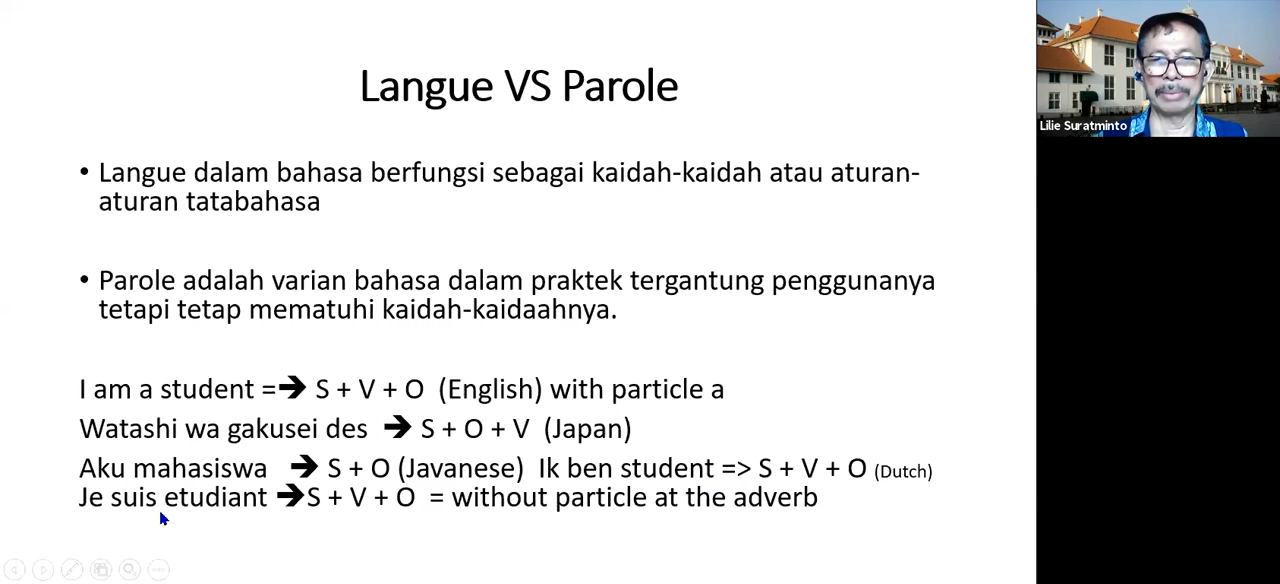 Langue VS Parole
• Langue dalam bahasa berfungsi sebagai kaidah-kaidah atau aturan-
aturan tatabahasa
• Parole adalah varian bahasa dalam praktek tergantung penggunanya
tetapi tetap mematuhi kaidah-kaidaahnya.
I am a student =➔ S + V + O (English) with particle a
Watashi wa gakusei des ➔ S + O + V (Japan)
Aku mahasiswa ➔ S + O (Javanese) Ik ben student => S + V + O (Dutch)
Je suis etudiant ➔S + V + O = without particle at the adverb
Lilie Suratminto